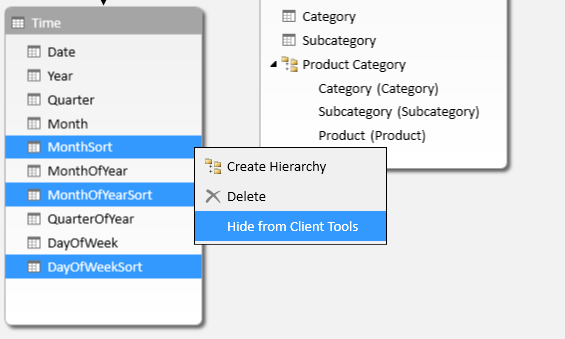 Time
Date
Year
Quarter
Month
MonthSort
MonthOfYear
MonthOfYearSort
QuarterOfYear
DayOfWeek
DayOfWeekSort
Category
Subcategory
Product Category
Category (Category)
Subcategory (Subcategory)
Product (Product)
Create Hierarchy
Delete
Hide from Client Tools